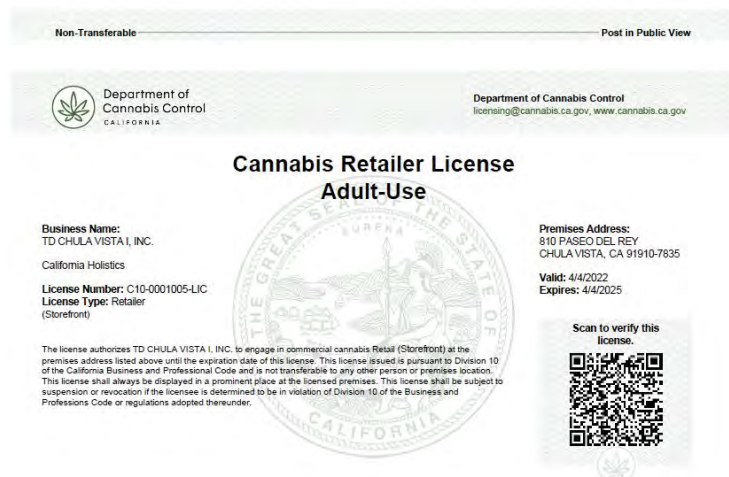 Non-Transferable
Post in Public View
Department of
Cannabis Control
CALIFORNIA
Department of Cannabis Control
licensing@cannabis.ca.gov, www.cannabis.ca.gov
Cannabis Retailer License
Adult-Use
Business Name:
TD CHULA VISTA I, INC.
California Holistics
License Number: C10-0001005-LIC
License Type: Retailer
(Storefront)
Premises Address:
810 PASEO DEL REY
CHULA VISTA, CA 91910-7835
Valid: 4/4/2022
Expires: 4/4/2025
The license authorizes TD CHULA VISTA I, INC. to engage in commercial cannabis Retail (Storefront) at the
premises address listed above until the expiration date of this license. This license issued is pursuant to Division 10
of the California Business and Professional Code and is not transferable to any other person or premises location.
This license shall always be displayed in a prominent place at the licensed premises. This license shall be subject to
suspension or revocation if the licensee is determined to be in violation of Division 10 of the Business and
Professions Code or regulations adopted thereunder.
Scan to verify this
license.
THE GREAT SEAL OF THE STATE OF
EUREKA
CALIFORNIA